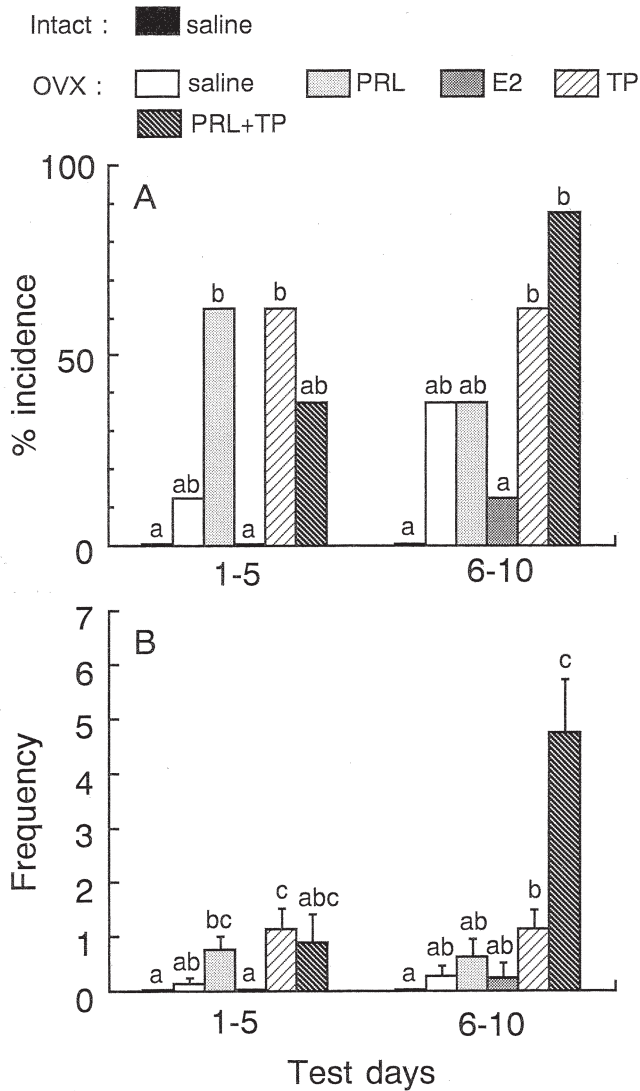 Intact : saline
OVX : saline PRL E2 TP
PRL+TP
100
A
b
b
b
b
% incidence
50
ab
ab ab
ab
a
a
a
a
0
1-5
6-10
7
B
6
c
5
4
Frequency
3
2
c
abc
b
bc
ab
1
ab
ab
ab
a
a
a
0
1-5
6-10
Test days